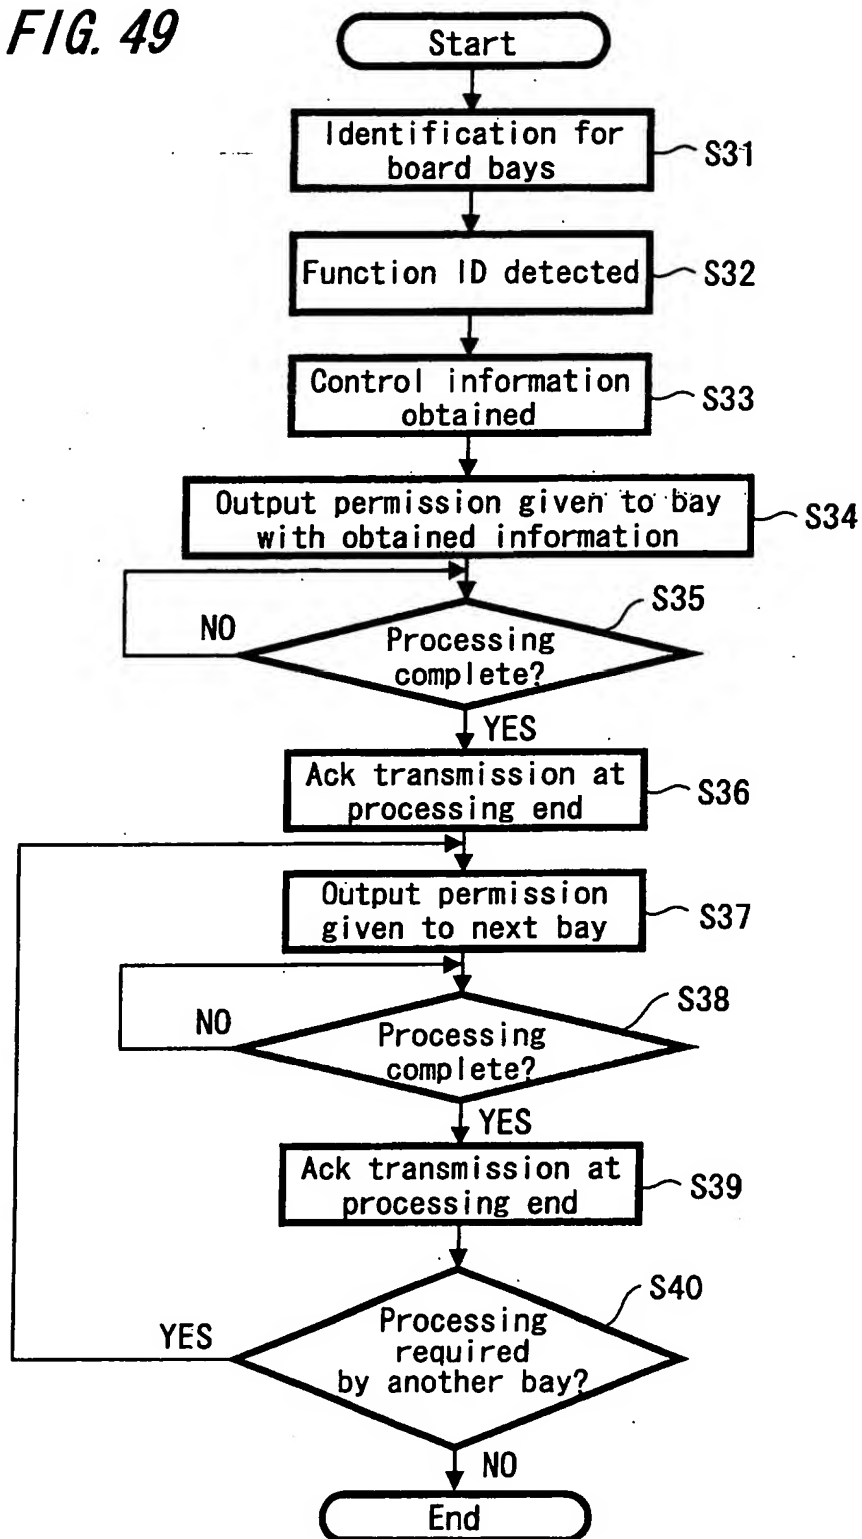 FIG. 49
Start
Identification for
board bays
S31
Function ID detected
S32
Control information
obtained
S33
Output permission given to bay
with obtained information
S34
S35
NO
Processing
complete?
YES
Ack transmission at
processing end
S36
Output permission
given to next bay
S37
S38
NO
Processing
complete?
YES
Ack transmission at
processing end
S39
S40
YES
Processing
required
by another bay?
NO
End